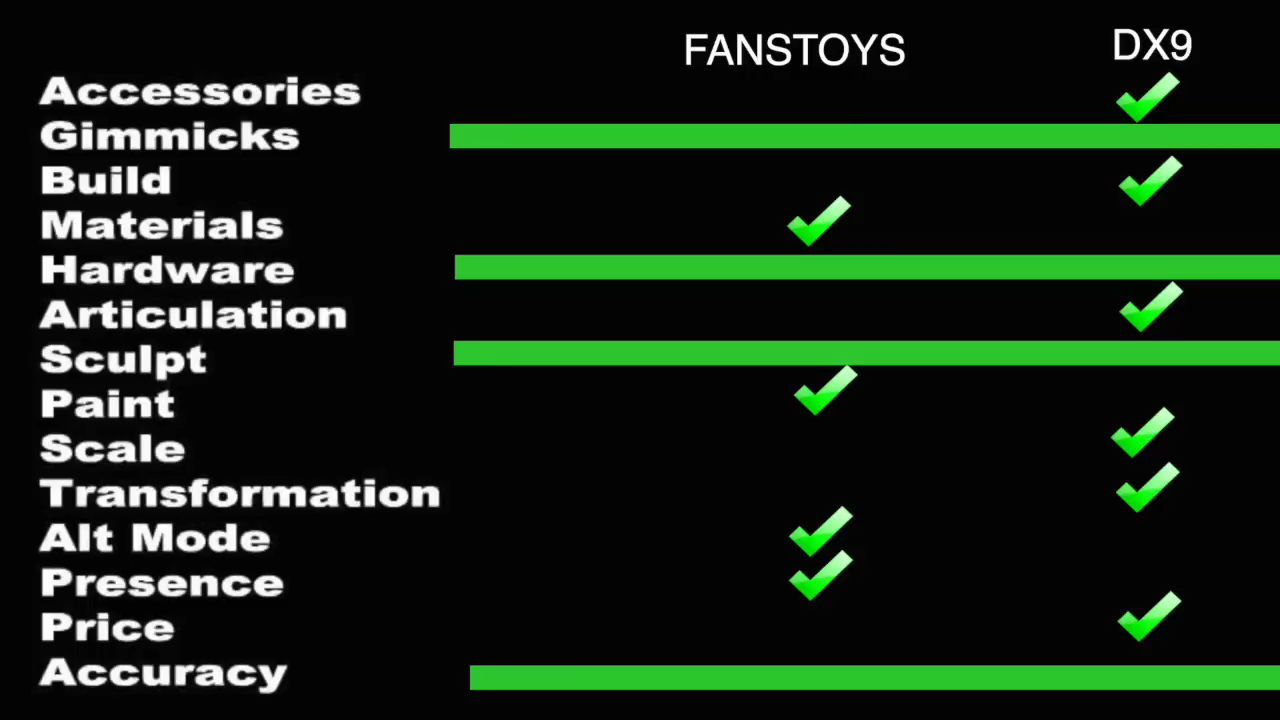 FANSTOYS DX9
Accessories
Gimmicks
Build
Materials
Hardware
Articulation
Sculpt
Paint
Scale
Transformation
Alt Mode
Presence
Price
Accuracy